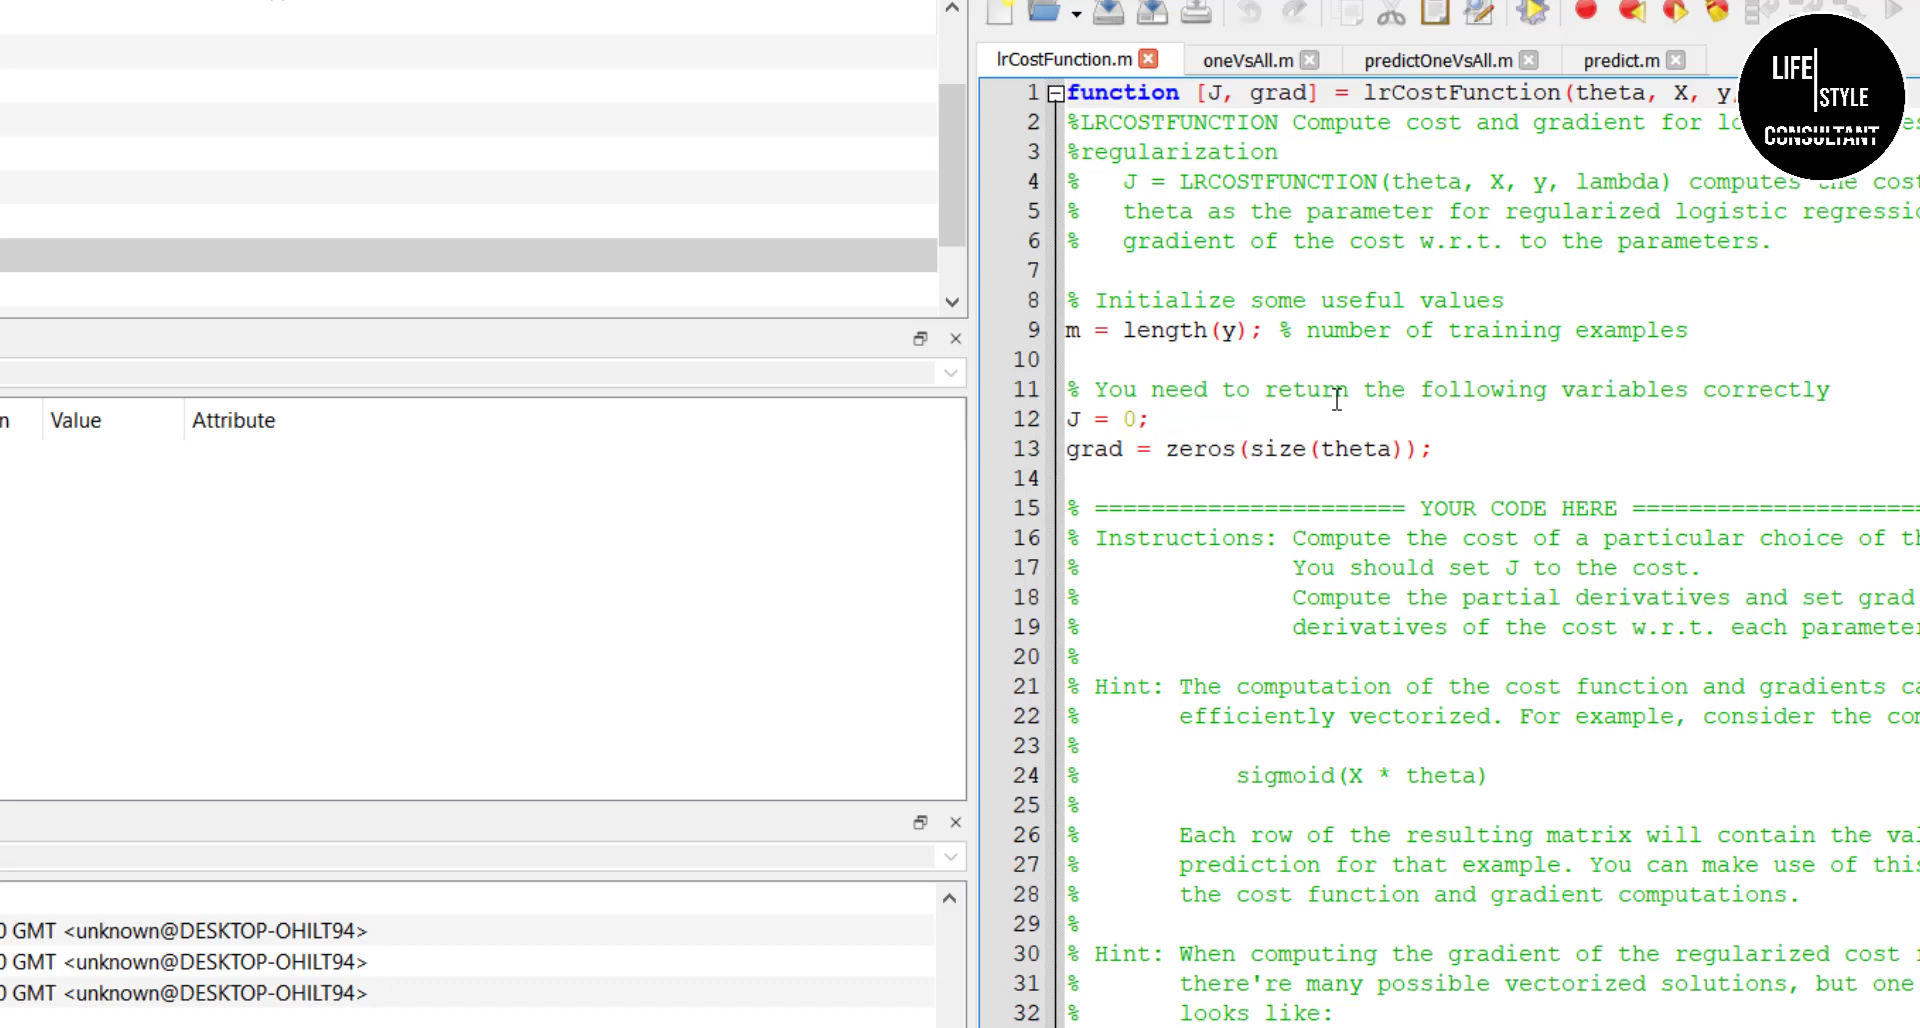 n Value Attribute
0 GMT <unknown@DESKTOP-OHILT94>
0 GMT <unknown@DESKTOP-OHILT94>
0 GMT <unknown@DESKTOP-OHILT94>
lrCostFunction.m oneVsAll.m predictOneVsAll.m predict.m
LIFE
STYLE
CONSULTANT
1 function [J, grad] = lrCostFunction(theta, X, y,
2 %LRCOSTFUNCTION Compute cost and gradient for
3 %regularization
4 % J = LRCOSTFUNCTION(theta, X, y, lambda) computes the cost
5 % theta as the parameter for regularized logistic
6 % gradient of the cost w.r.t. to the parameters.
7
8 % Initialize some useful values
9 m = length(y); % number of training examples
10
11 % You need to return the following variables correctly
12 J = 0;
13 grad = zeros(size(theta));
14
15 % ====================== YOUR CODE HERE ====================
16 % Instructions: Compute the cost of a particular choice of
17 % You should set J to the cost.
18 % Compute the partial derivatives and set grad
19 % derivatives of the cost w.r.t. each
20 %
21 % Hint: The computation of the cost function and gradients
22 % efficiently vectorized. For example, consider the
23 %
24 % sigmoid(X * theta)
25 %
26 % Each row of the resulting matrix will contain the
27 % prediction for that example. You can make use of this
28 % the cost function and gradient computations.
29 %
30 % Hint: When computing the gradient of the regularized cost
31 % there're many possible vectorized solutions, but one
32 % looks like: